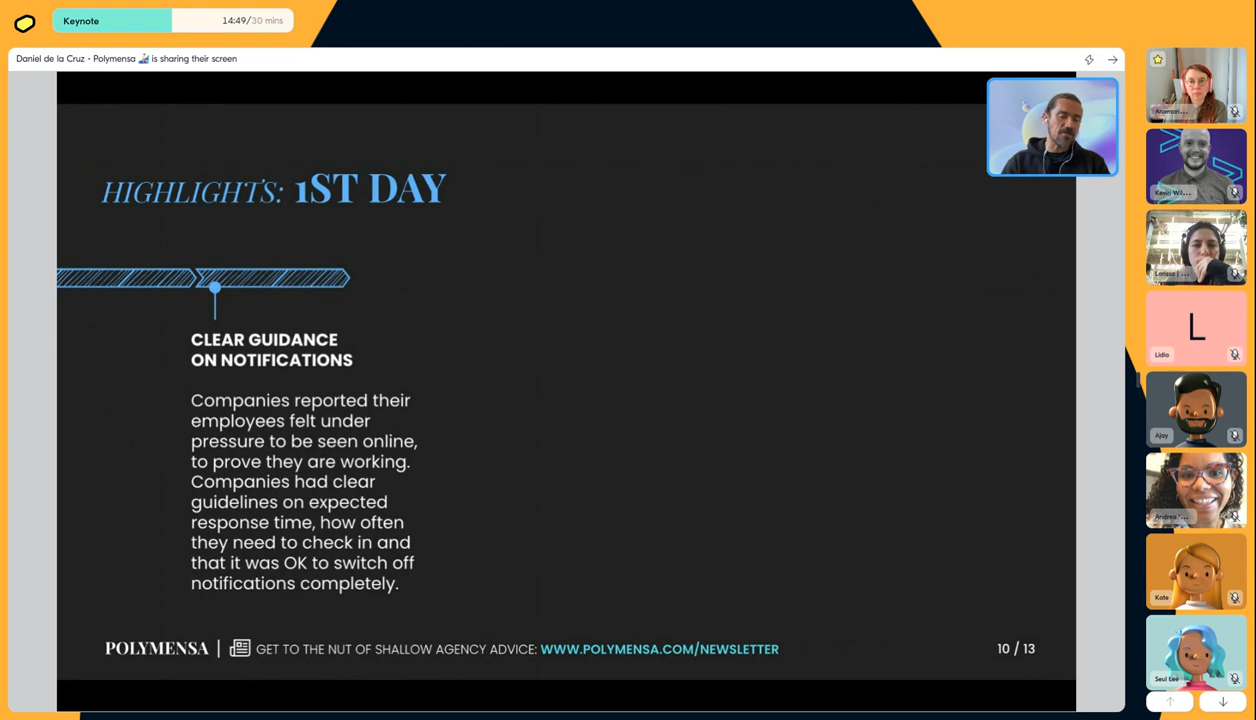 Keynote
14:49/30 mins
Daniel de la Cruz - Polymensa 🏄 is sharing their screen
HIGHLIGHTS: 1ST DAY
CLEAR GUIDANCE
ON NOTIFICATIONS
Companies reported their
employees felt under
pressure to be seen online,
to prove they are working.
Companies had clear
guidelines on expected
response time, how often
they need to check in and
that it was OK to switch off
notifications completely.
POLYMENSA | GET TO THE NUT OF SHALLOW AGENCY ADVICE: WWW.POLYMENSA.COM/NEWSLETTER
10 / 13
Kevin Wil...
Larissa | ...
L
Lidia
Ajay
Andrea ...
Kate
Seul Lee